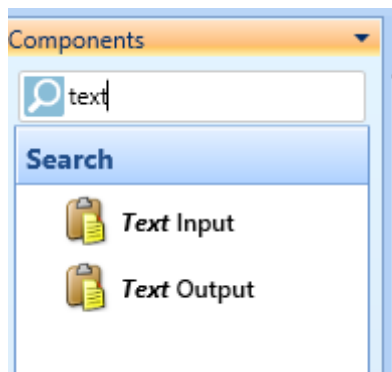 Components
text
Search
Text Input
Text Output